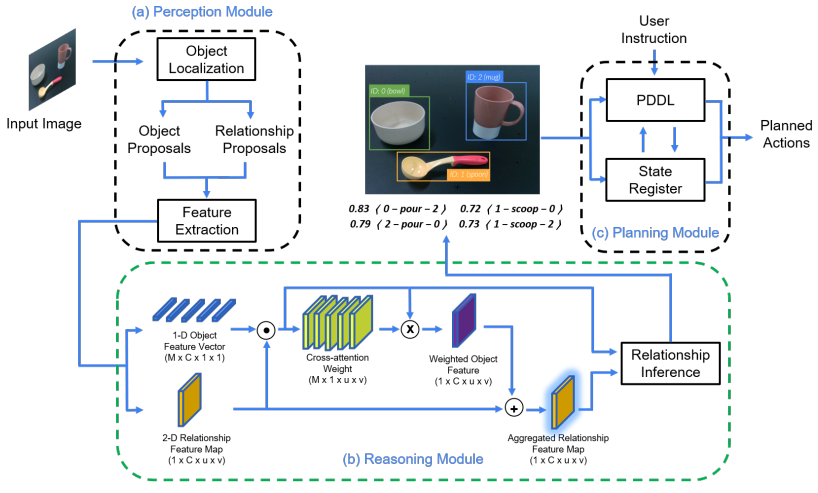 (a) Perception Module
Object
Localization
Input Image
Object
Proposals
Relationship
Proposals
Feature
Extraction
ID: 0 (bowl)
ID: 2 (mug)
ID: 1 (spoon)
0.83 ( 0 – pour – 2 )
0.72 ( 1 – scoop – 0 )
0.79 ( 2 – pour – 0 )
0.73 ( 1 – scoop – 2 )
User
Instruction
PDDL
State
Register
Planned
Actions
(c) Planning Module
1-D Object
Feature Vector
(M x C x 1 x 1)
Cross-attention
Weight
(M x 1 x u x v)
X
Weighted Object
Feature
(1 x C x u x v)
Relationship
Inference
2-D Relationship
Feature Map
(1 x C x u x v)
+
Aggregated Relationship
Feature Map
(1 x C x u x v)
(b) Reasoning Module